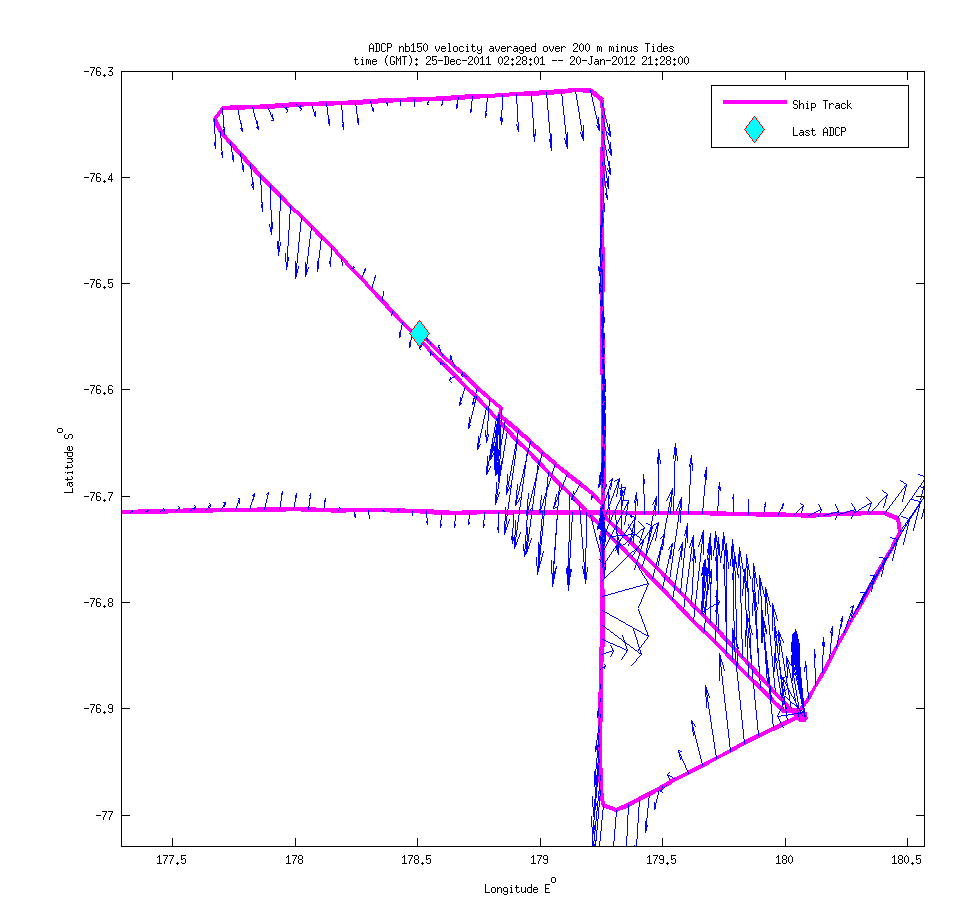 ADCP nb150 velocity averaged over 200 m minus Tides
time (GMT): 25-Dec-2011 02:28:01 -- 20-Jan-2012 21:28:00
-76.3
Ship Track
Last ADCP
-76.4
-76.5
-76.6
Latitude S°
-76.7
-76.8
-76.9
-77
177.5 178 178.5 179 179.5 180 180.5
Longitude E°